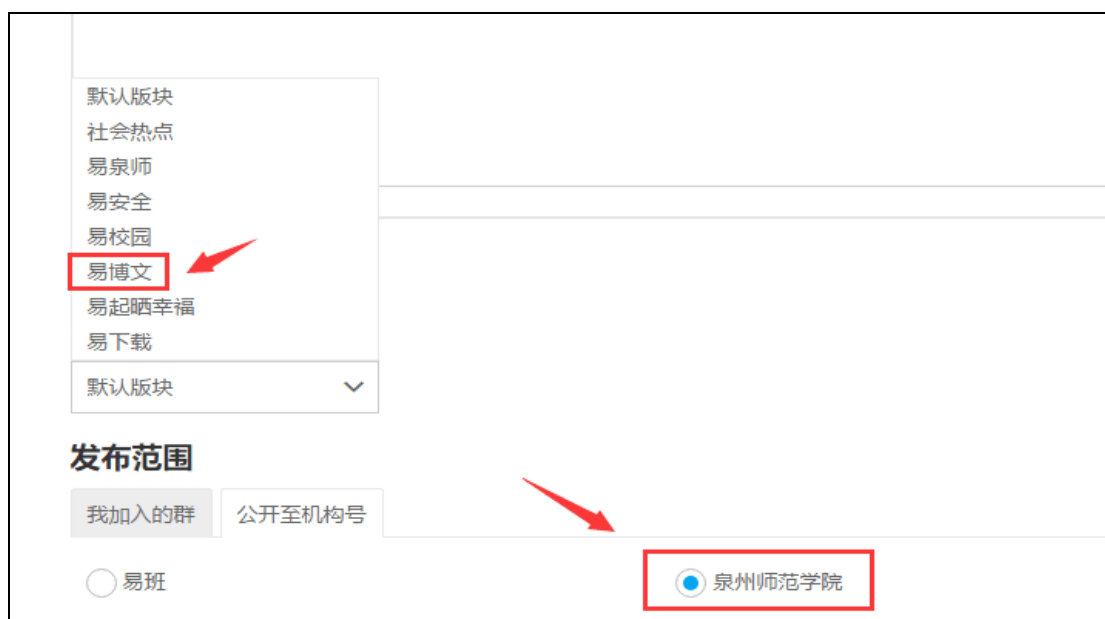 默认版块
社会热点
易泉师
易安全
易校园
易博文
易起晒幸福
易下载
默认版块
发布范围
我加入的群 公开至机构号
易班 泉州师范学院